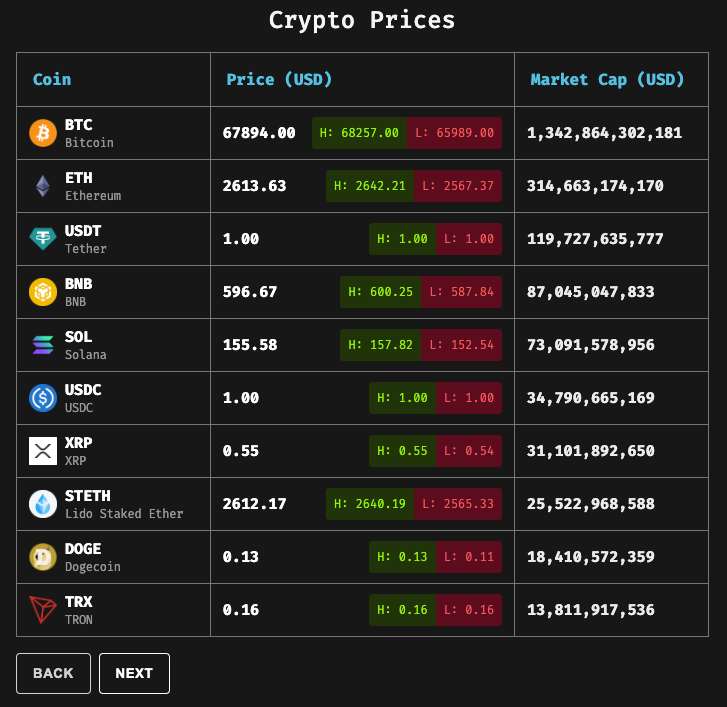 Crypto Prices
Coin Price (USD) Market Cap (USD)
BTC
Bitcoin
67894.00 H: 68257.00 L: 65989.00 1,342,864,302,181
ETH
Ethereum
2613.63 H: 2642.21 L: 2567.37 314,663,174,170
USDT
Tether
1.00 H: 1.00 L: 1.00 119,727,635,777
BNB
BNB
596.67 H: 600.25 L: 587.84 87,045,047,833
SOL
Solana
155.58 H: 157.82 L: 152.54 73,091,578,956
USDC
USDC
1.00 H: 1.00 L: 1.00 34,790,665,169
XRP
XRP
0.55 H: 0.55 L: 0.54 31,101,892,650
STETH
Lido Staked Ether
2612.17 H: 2640.19 L: 2565.33 25,522,968,588
DOGE
Dogecoin
0.13 H: 0.13 L: 0.11 18,410,572,359
TRX
TRON
0.16 H: 0.16 L: 0.16 13,811,917,536
BACK NEXT